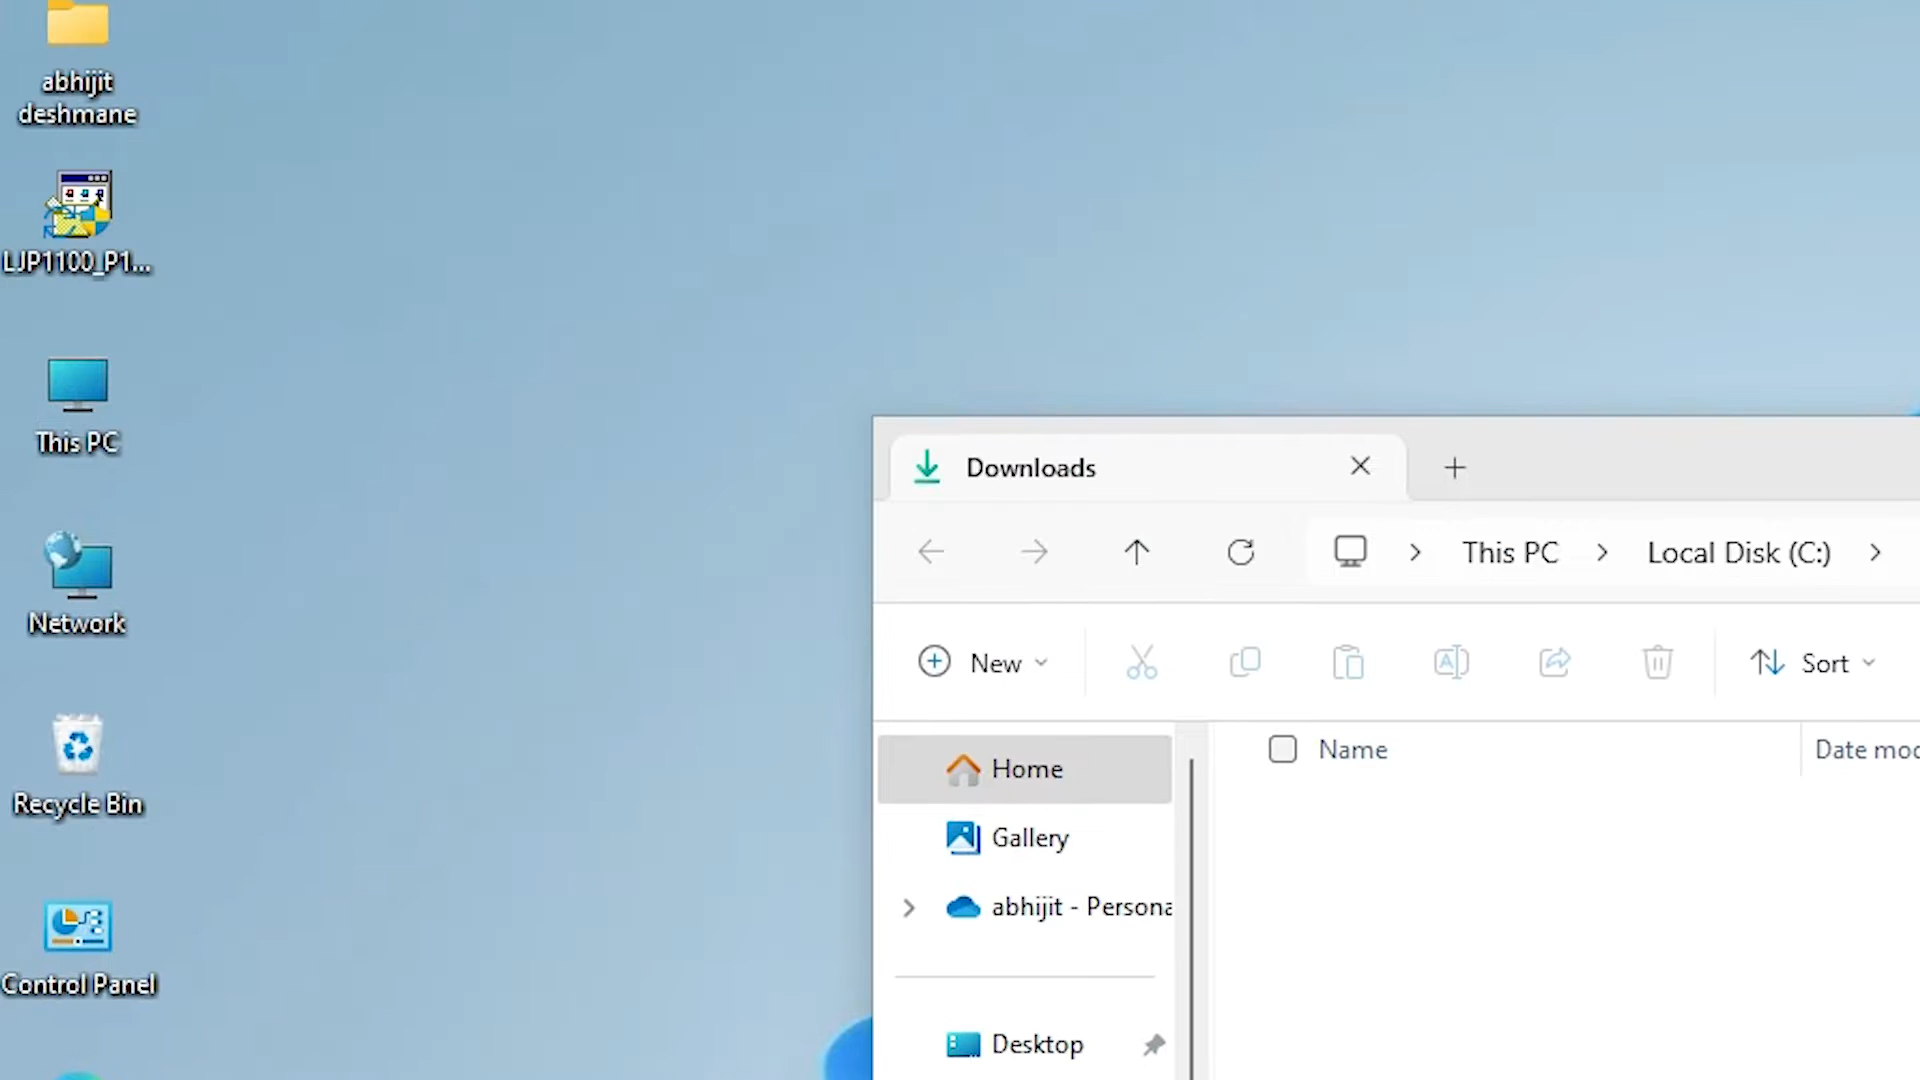 abhijit
deshmane
LJP1100_P1...
This PC
Network
Recycle Bin
Control Panel
Downloads
This PC
Local Disk (C:)
New
Sort
Name
Date mod
Home
Gallery
abhijit - Persona
Desktop